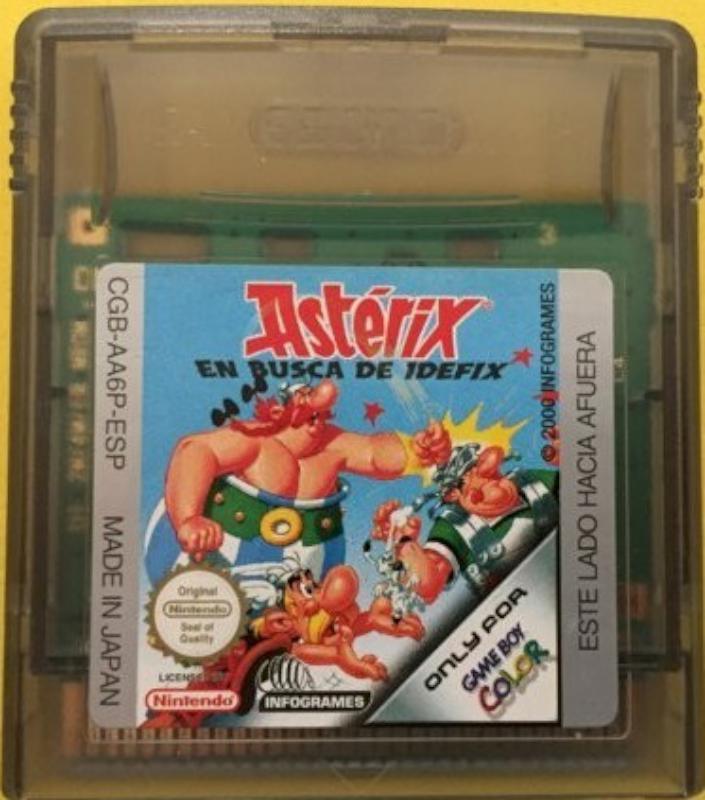 Astérix
EN BUSCA DE IDEFIX
CGB-AA6P-ESP
MADE IN JAPAN
© 2000 INFOGRAMES
ESTE LADO HACIA AFUERA
Original
Nintendo
Seal of
Quality
LICENSED BY
Nintendo
INFOGRAMES
ONLY FOR
GAME BOY
COLOR
3